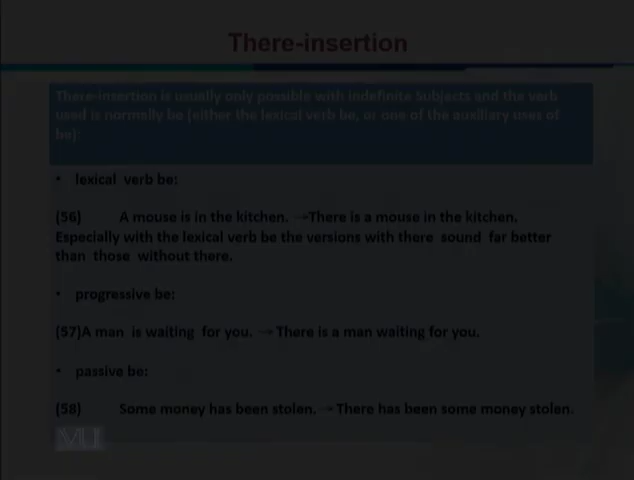 There-insertion
There-insertion is usually only possible with indefinite Subjects and the verb
used is normally be (either the lexical verb be, or one of the auxiliary uses of
be):
• lexical verb be:
(56) A mouse is in the kitchen. →There is a mouse in the kitchen.
Especially with the lexical verb be the versions with there sound far better
than those without there.
• progressive be:
(57)A man is waiting for you. → There is a man waiting for you.
• passive be:
(58) Some money has been stolen. → There has been some money stolen.
VU